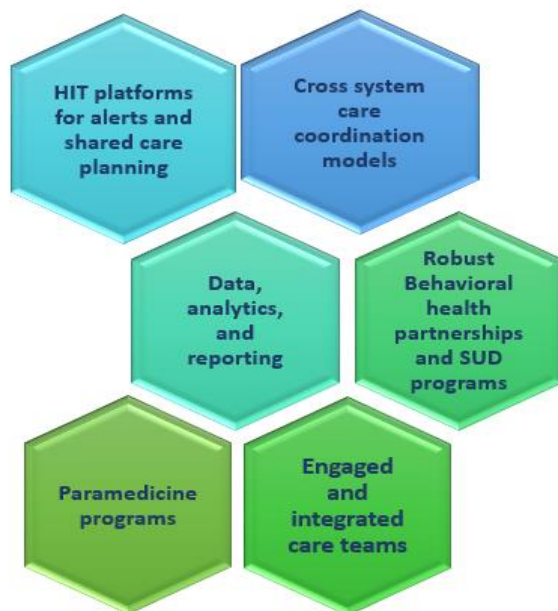 HIT platforms
for alerts and
shared care
planning
Cross system
care
coordination
models
Data,
analytics,
and
reporting
Robust
Behavioral
health
partnerships
and SUD
programs
Paramedicine
programs
Engaged
and
integrated
care teams